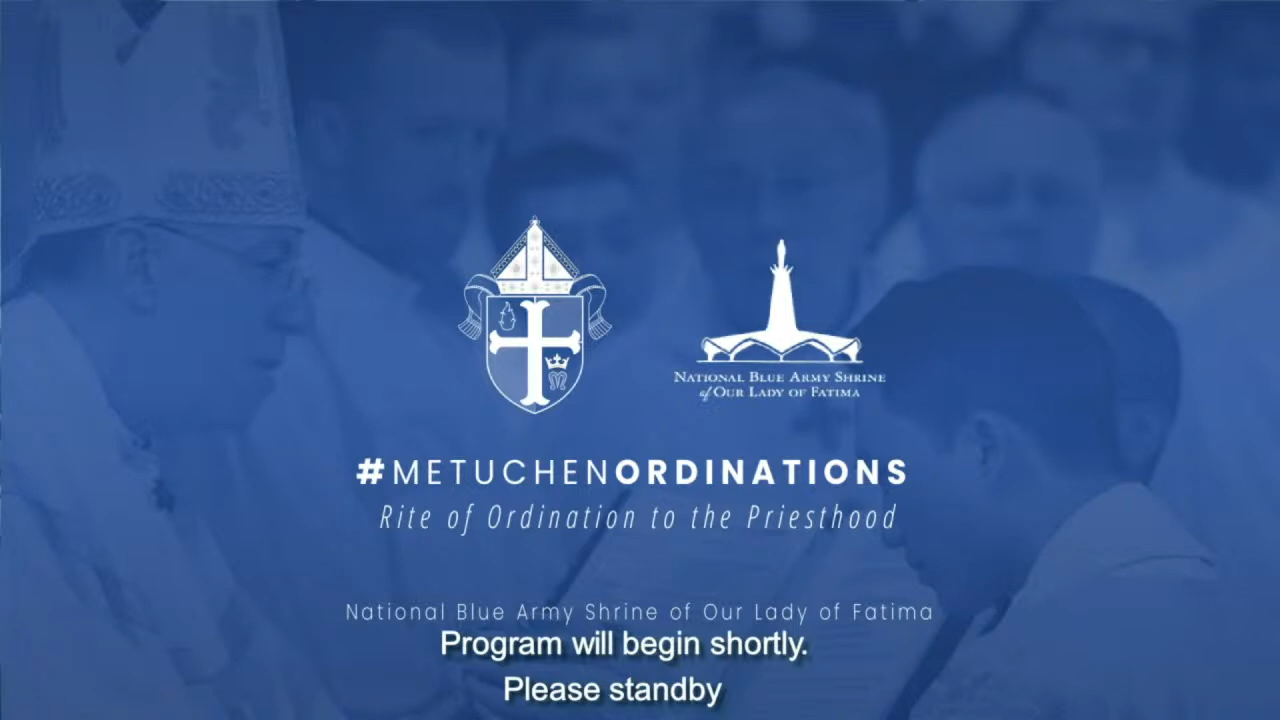 NATIONAL BLUE ARMY SHRINE
of OUR LADY OF FATIMA
#METUCHENORDINATIONS
Rite of Ordination to the Priesthood
National Blue Army Shrine of Our Lady of Fatima
Program will begin shortly.
Please standby